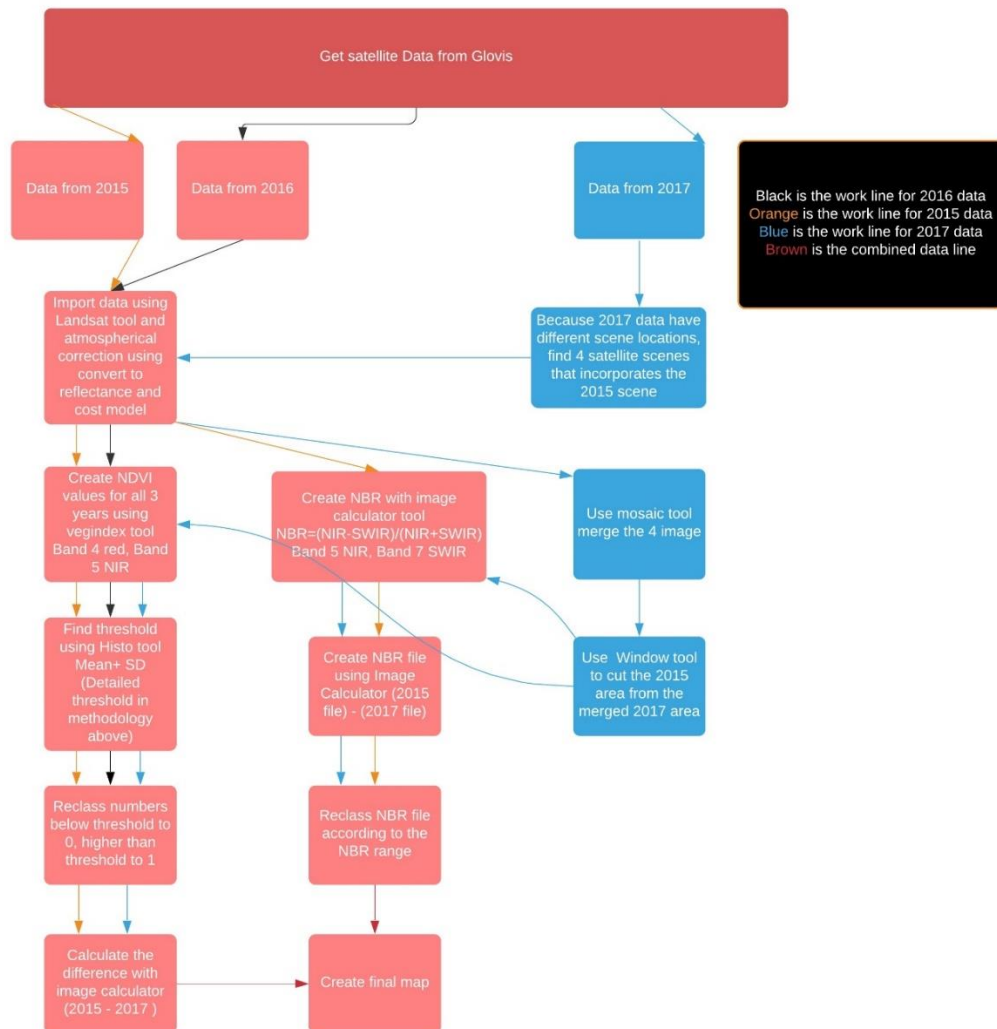 Get satellite Data from Glovis
Data from 2015
Data from 2016
Data from 2017
Black is the work line for 2016 data
Orange is the work line for 2015 data
Blue is the work line for 2017 data
Brown is the combined data line
Import data using
Landsat tool and
atmospherical
correction using
convert to
reflectance and
cost model
Because 2017 data have
different scene locations,
find 4 satellite scenes
that incorporates the
2015 scene
Create NDVI
values for all 3
years using
vegindex tool
Band 4 red, Band
5 NIR
Create NBR with image
calculator tool
NBR=(NIR-SWIR)/(NIR+SWIR)
Band 5 NIR, Band 7 SWIR
Use mosaic tool
merge the 4 image
Find threshold
using Histo tool
Mean+ SD
(Detailed
threshold in
methodology
above)
Create NBR file
using Image
Calculator (2015
file) - (2017 file)
Use Window tool
to cut the 2015
area from the
merged 2017 area
Reclass numbers
below threshold to
0, higher than
threshold to 1
Reclass NBR file
according to the
NBR range
Calculate the
difference with
image calculator
(2015 - 2017 )
Create final map